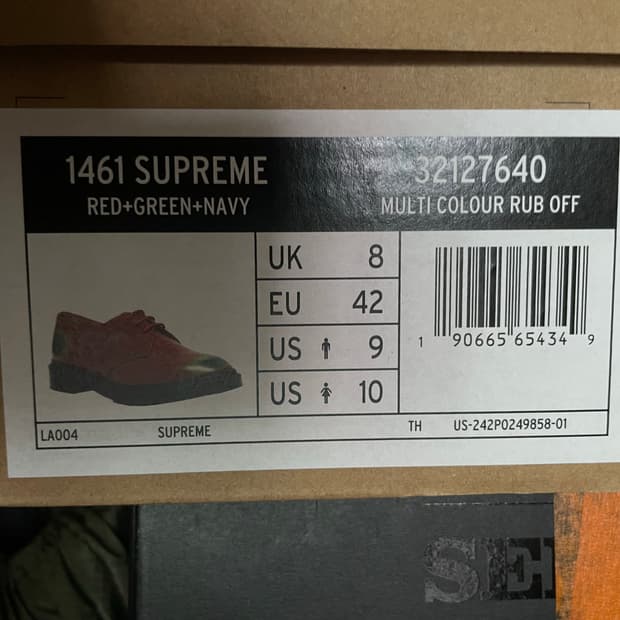 1461 SUPREME
32127640
RED+GREEN+NAVY
MULTI COLOUR RUB OFF
UK 8
EU 42
US 9
US 10
1 90665 65434 9
LA004 SUPREME TH US-242P0249858-01